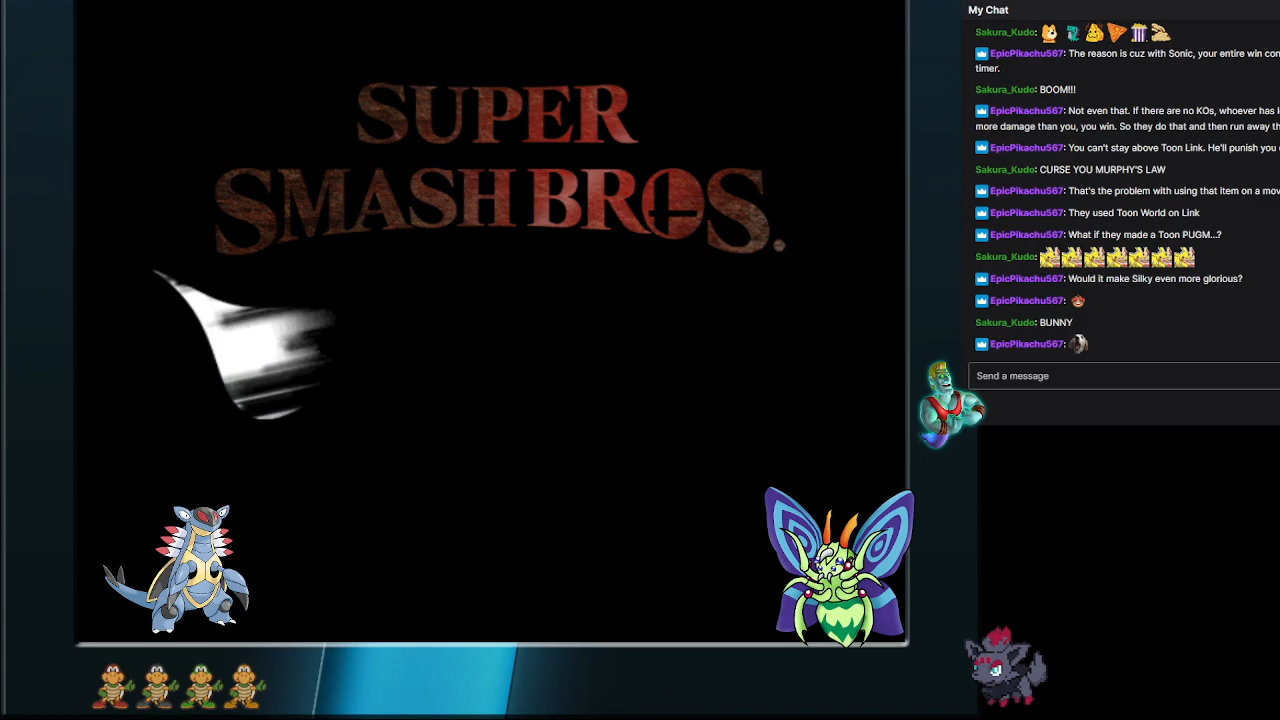 SUPER
SMASH BROS.
My Chat
Sakura_Kudo:
EpicPikachu567: The reason is cuz with Sonic, your entire win con
timer.
Sakura_Kudo: BOOM!!!
EpicPikachu567: Not even that. If there are no KOs, whoever has l
more damage than you, you win. So they do that and then run away th
EpicPikachu567: You can't stay above Toon Link. He'll punish you
Sakura_Kudo: CURSE YOU MURPHY'S LAW
EpicPikachu567: That's the problem with using that item on a mov
EpicPikachu567: They used Toon World on Link
EpicPikachu567: What if they made a Toon PUGM...?
Sakura_Kudo:
EpicPikachu567: Would it make Silky even more glorious?
EpicPikachu567:
Sakura_Kudo: BUNNY
EpicPikachu567:
Send a message